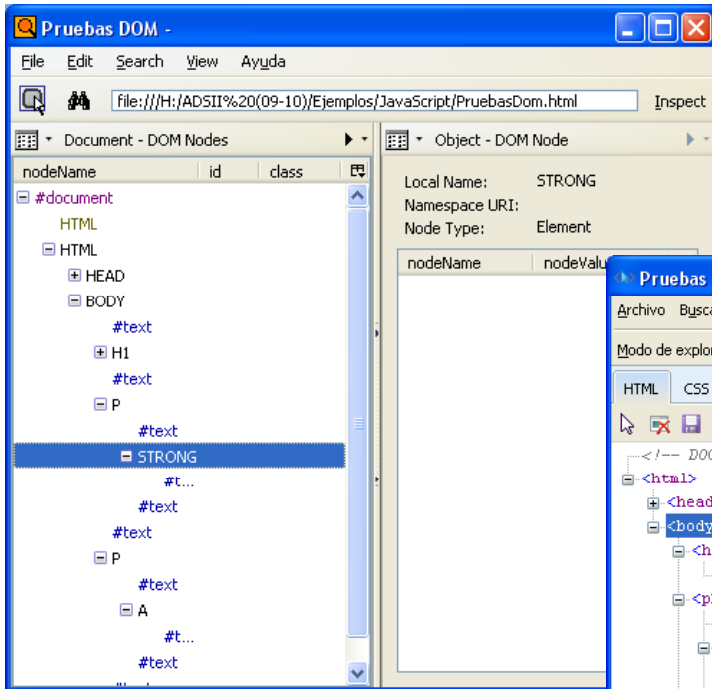 Pruebas DOM -
File Edit Search View Ayuda
file:///H:/ADSII%20(09-10)/Ejemplos/JavaScript/PruebasDom.html Inspect
Document - DOM Nodes
nodeName id class
#document
HTML
HTML
HEAD
BODY
#text
H1
#text
P
#text
STRONG
#t...
#text
#text
P
#text
A
#t...
#text
Object - DOM Node
Local Name: STRONG
Namespace URI:
Node Type: Element
nodeName nodeValu
Pruebas
Archivo Busca
Modo de explor
HTML CSS
<!-- DOC
<html>
<head
<body
<h
<p